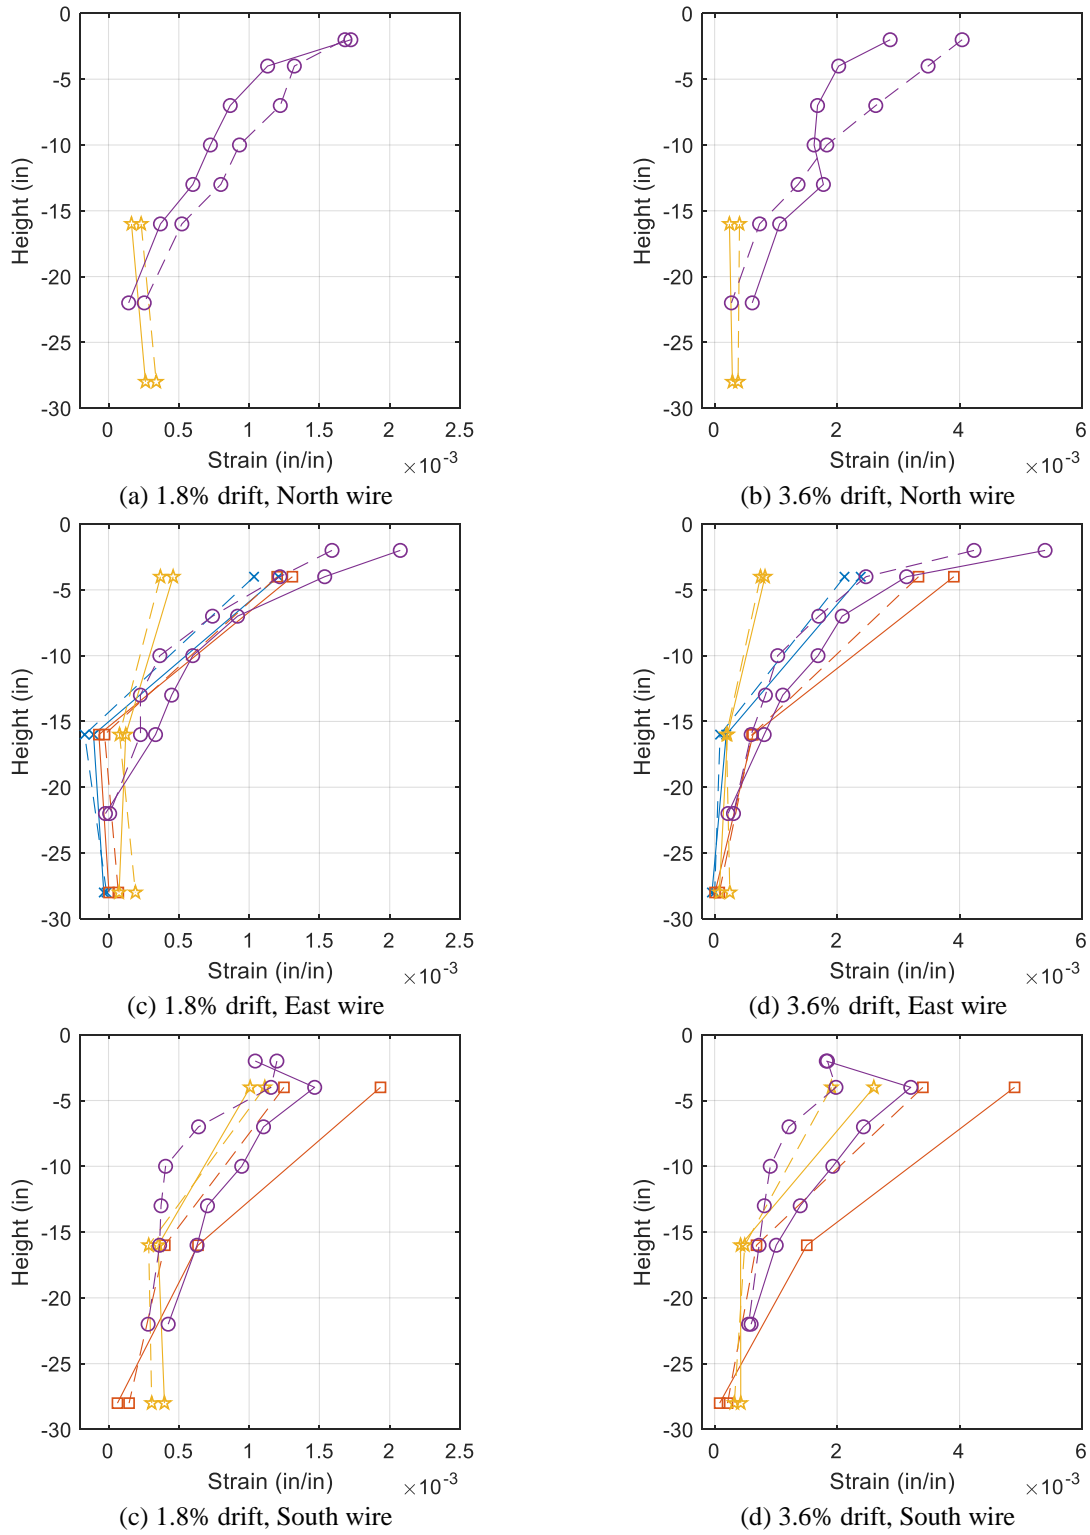 0
-5
-10
-15
-20
-25
-30
Height (in)
0 0.5 1 1.5 2 2.5
Strain (in/in) ×10-3
(a) 1.8% drift, North wire
0
-5
-10
-15
-20
-25
-30
Height (in)
0 2 4 6
Strain (in/in) ×10-3
(b) 3.6% drift, North wire
0
-5
-10
-15
-20
-25
-30
Height (in)
0 0.5 1 1.5 2 2.5
Strain (in/in) ×10-3
(c) 1.8% drift, East wire
0
-5
-10
-15
-20
-25
-30
Height (in)
0 2 4 6
Strain (in/in) ×10-3
(d) 3.6% drift, East wire
0
-5
-10
-15
-20
-25
-30
Height (in)
0 0.5 1 1.5 2 2.5
Strain (in/in) ×10-3
(c) 1.8% drift, South wire
0
-5
-10
-15
-20
-25
-30
Height (in)
0 2 4 6
Strain (in/in) ×10-3
(d) 3.6% drift, South wire